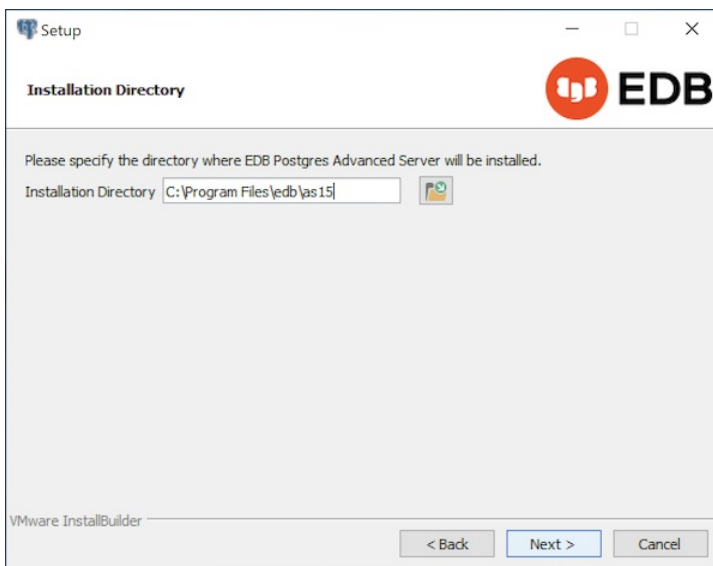 Setup
Installation Directory
EDB
Please specify the directory where EDB Postgres Advanced Server will be installed.
Installation Directory C:\Program Files\edb\as15
VMware InstallBuilder
< Back Next > Cancel